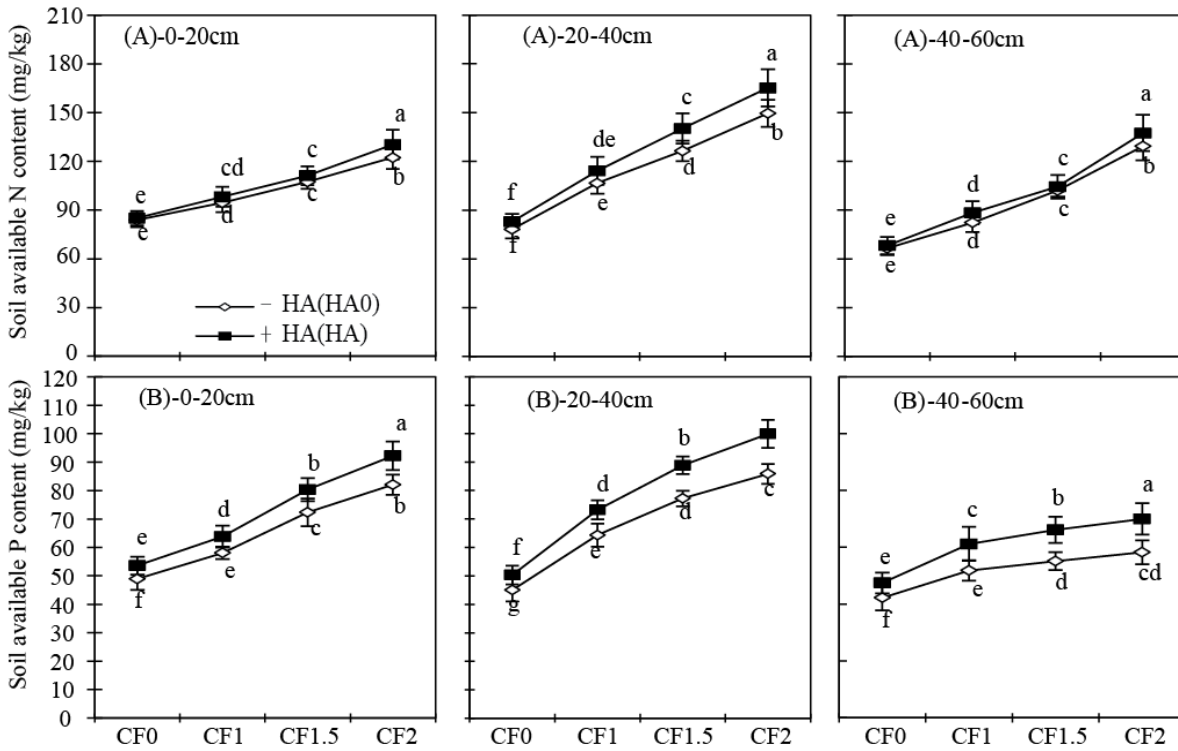 Soil available N content (mg/kg)
210
180
150
120
90
60
30
0
(A)-0-20cm
e
cd
c
a
e
d
c
b
− HA(HA0)
+ HA(HA)
(A)-20-40cm
f
de
c
a
f
e
d
b
(A)-40-60cm
e
d
c
a
e
d
c
b
Soil available P content (mg/kg)
120
110
100
90
80
70
60
50
40
30
20
10
0
(B)-0-20cm
e
d
b
a
f
e
c
b
(B)-20-40cm
f
d
b
g
e
d
c
(B)-40-60cm
e
c
b
a
f
e
d
cd
CF0 CF1 CF1.5 CF2
CF0 CF1 CF1.5 CF2
CF0 CF1 CF1.5 CF2